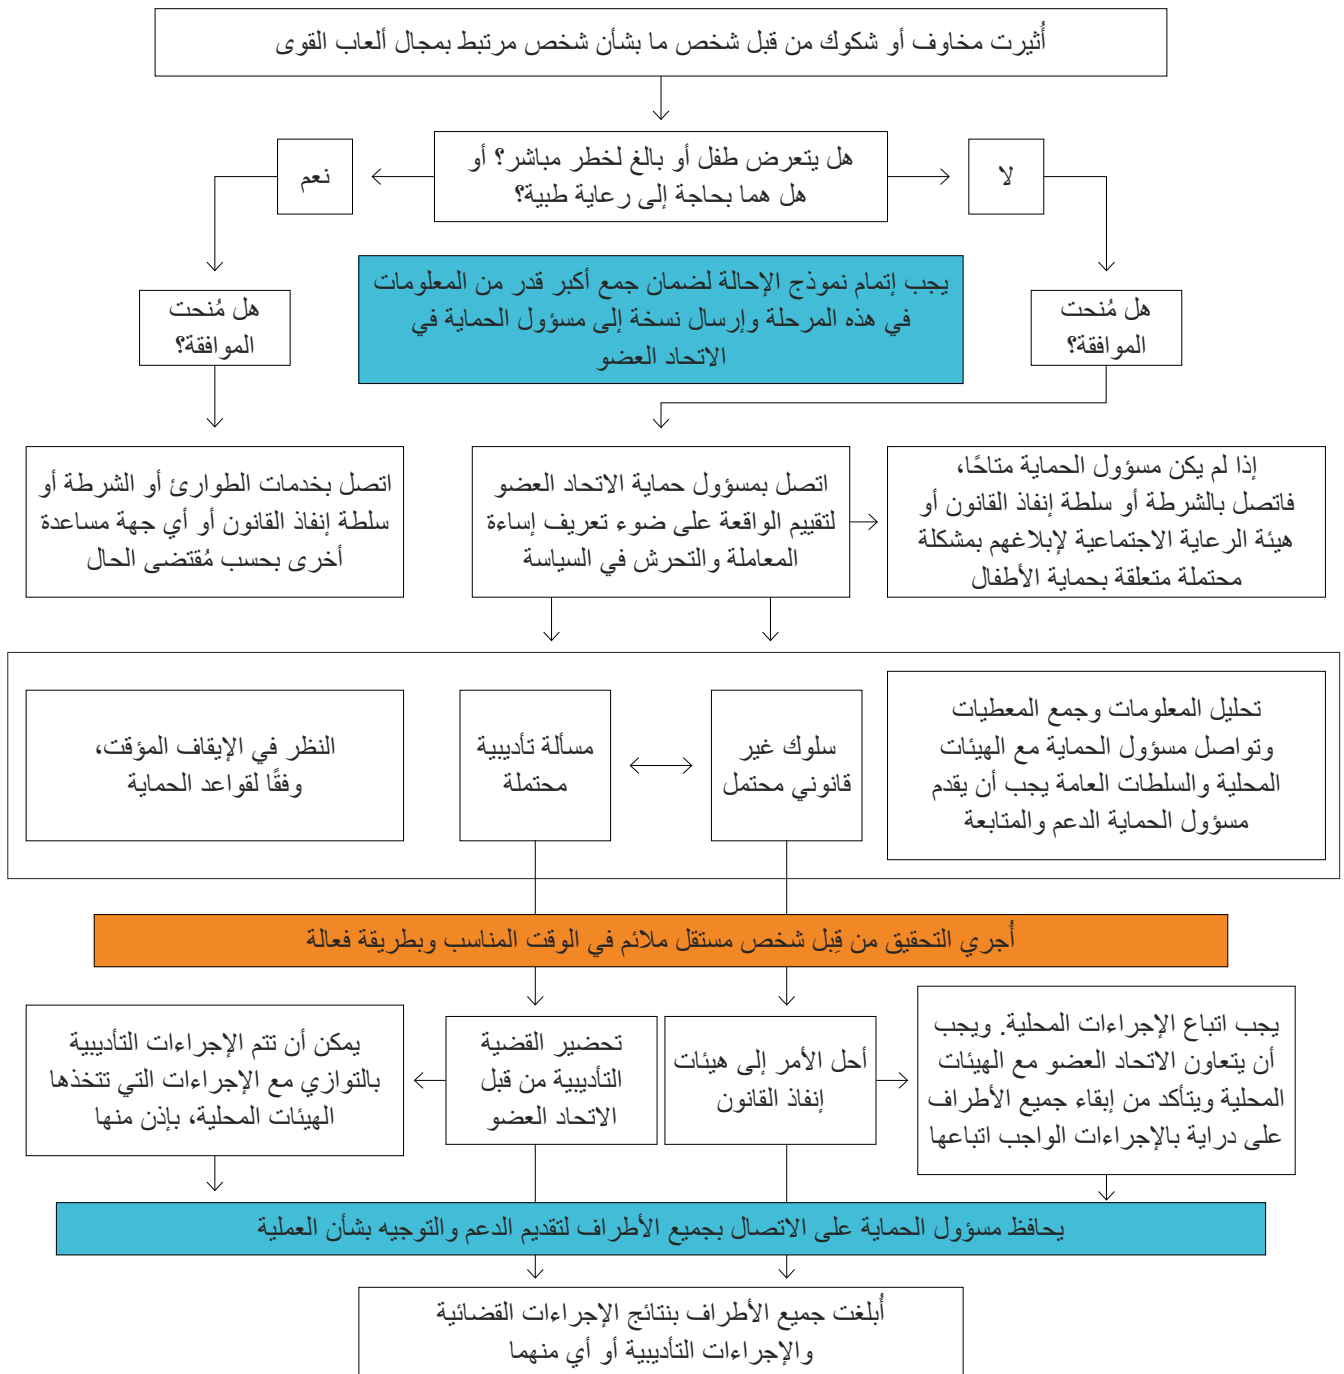 أُثيرت مخاوف أو شكوك من قبل شخص ما بشأن شخص مرتبط بمجال ألعاب القوى
هل يتعرض طفل أو بالغ لخطر مباشر؟ أو
هل هما بحاجة إلى رعاية طبية؟
لا
نعم
يجب إتمام نموذج الإحالة لضمان جمع أكبر قدر من المعلومات
في هذه المرحلة وإرسال نسخة إلى مسؤول الحماية في
الاتحاد العضو
هل مُنحت
الموافقة؟
هل مُنحت
الموافقة؟
إذا لم يكن مسؤول الحماية متاحًا،
فاتصل بالشرطة أو سلطة إنفاذ القانون أو
هيئة الرعاية الاجتماعية لإبلاغهم بمشكلة
محتملة متعلقة بحماية الأطفال
اتصل بمسؤول حماية الاتحاد العضو
لتقييم الواقعة على ضوء تعريف إساءة
المعاملة والتحرش في السياسة
اتصل بخدمات الطوارئ أو الشرطة أو
سلطة إنفاذ القانون أو أي جهة مساعدة
أخرى بحسب مُقتضى الحال
تحليل المعلومات وجمع المعطيات
وتواصل مسؤول الحماية مع الهيئات
المحلية والسلطات العامة يجب أن يقدم
مسؤول الحماية الدعم والمتابعة
سلوك غير
قانوني محتمل
مسألة تأديبية
محتملة
النظر في الإيقاف المؤقت،
وفقًا لقواعد الحماية
أُجري التحقيق من قِبل شخص مستقل ملائم في الوقت المناسب وبطريقة فعالة
يجب اتباع الإجراءات المحلية. ويجب
أن يتعاون الاتحاد العضو مع الهيئات
المحلية ويتأكد من إبقاء جميع الأطراف
على دراية بالإجراءات الواجب اتباعها
أحل الأمر إلى هيئات
إنفاذ القانون
تحضير القضية
التأديبية من قبل
الاتحاد العضو
يمكن أن تتم الإجراءات التأديبية
بالتوازي مع الإجراءات التي تتخذها
الهيئات المحلية، بإذن منها
يحافظ مسؤول الحماية على الاتصال بجميع الأطراف لتقديم الدعم والتوجيه بشأن العملية
أُبلغت جميع الأطراف بنتائج الإجراءات القضائية
والإجراءات التأديبية أو أي منهما